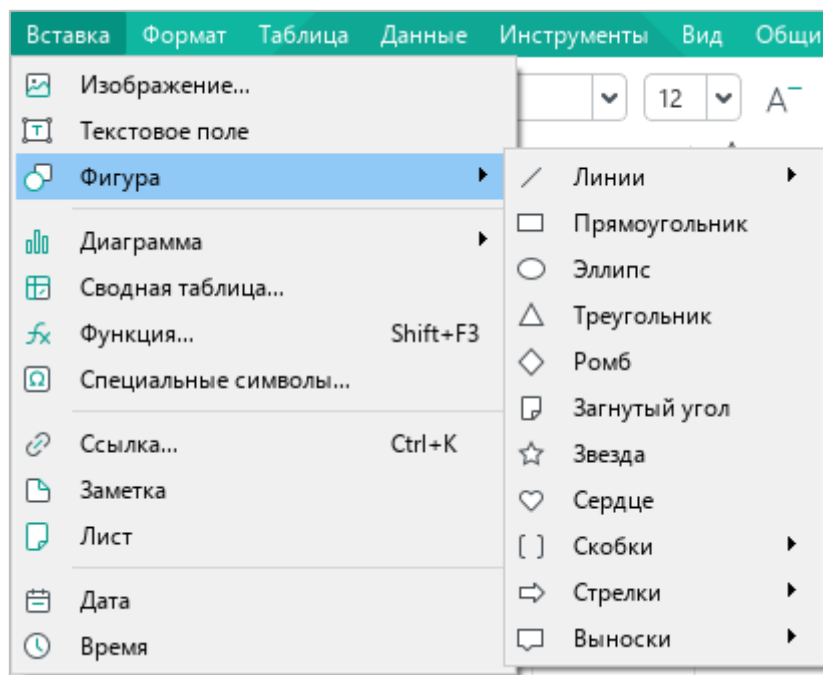 Вставка Формат Таблица Данные Инструменты Вид Общи
12 A
Изображение...
Текстовое поле
Фигура
Диаграмма
Сводная таблица...
Функция... Shift+F3
Специальные символы...
Ссылка... Ctrl+K
Заметка
Лист
Дата
Время
Линии
Прямоугольник
Эллипс
Треугольник
Ромб
Загнутый угол
Звезда
Сердце
Скобки
Стрелки
Выноски